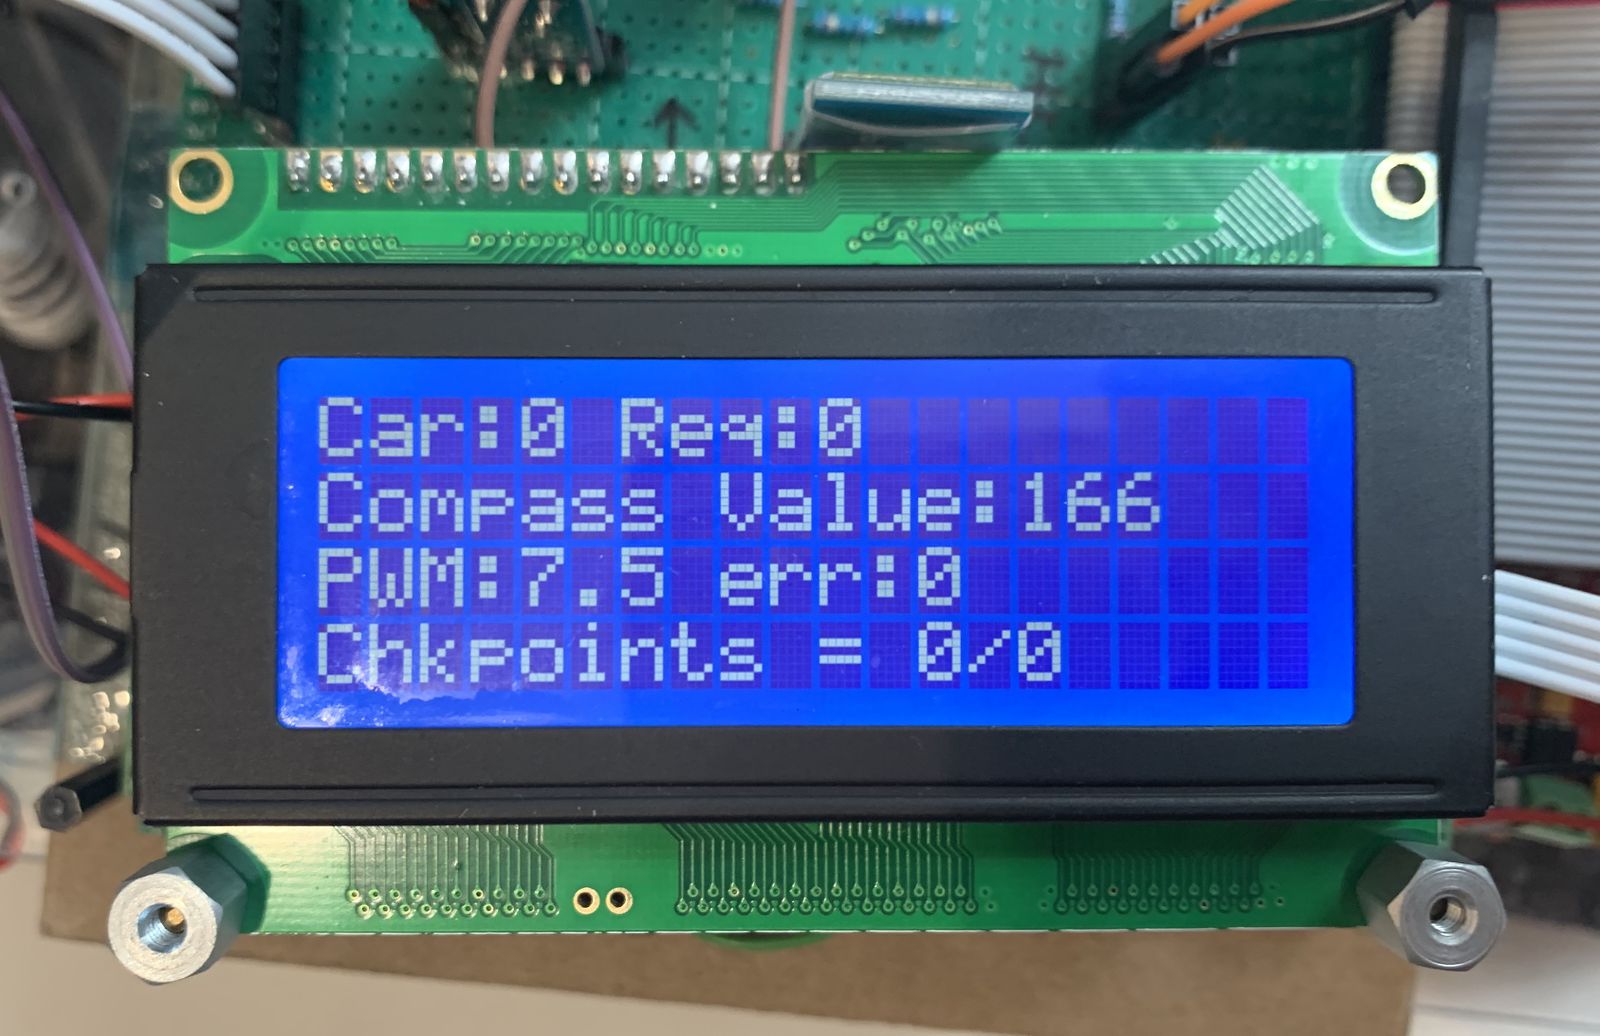 Car:0 Req:0
Compass Value:166
PWM:7.5 err:0
Chkpoints = 0/0